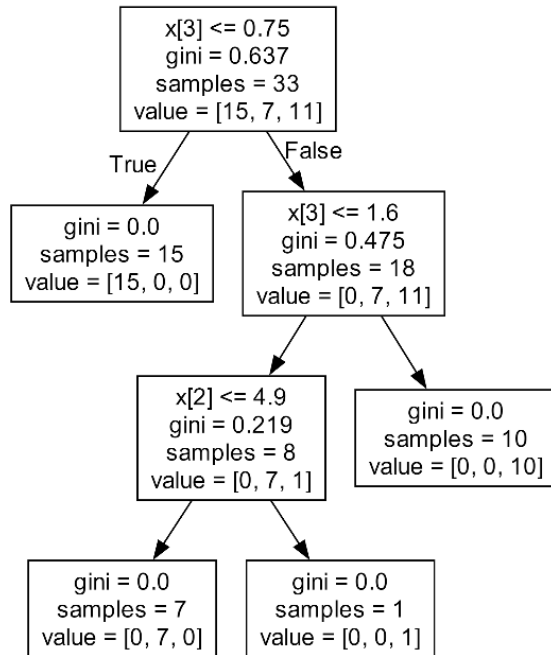 x[3] <= 0.75
gini = 0.637
samples = 33
value = [15, 7, 11]
True
False
gini = 0.0
samples = 15
value = [15, 0, 0]
x[3] <= 1.6
gini = 0.475
samples = 18
value = [0, 7, 11]
x[2] <= 4.9
gini = 0.219
samples = 8
value = [0, 7, 1]
gini = 0.0
samples = 10
value = [0, 0, 10]
gini = 0.0
samples = 7
value = [0, 7, 0]
gini = 0.0
samples = 1
value = [0, 0, 1]